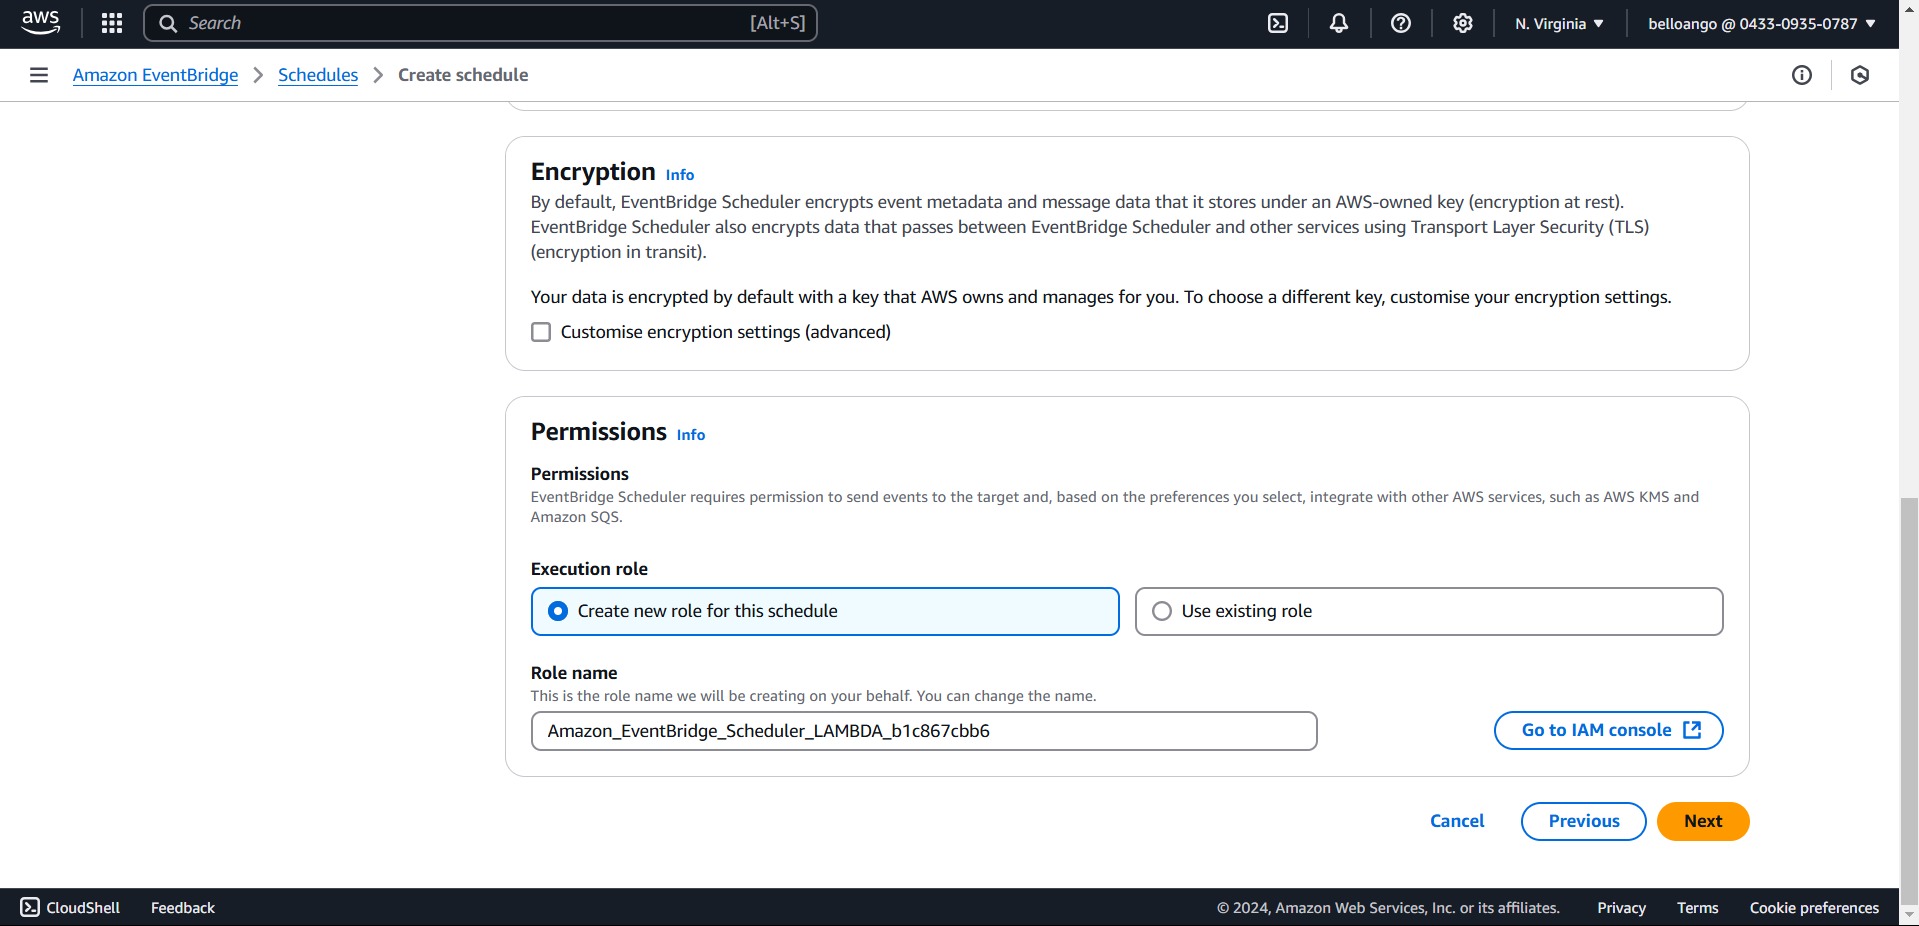 aws
Search
[Alt+S]
N. Virginia
belloango @ 0433-0935-0787
Amazon EventBridge
Schedules
Create schedule
Encryption Info
By default, EventBridge Scheduler encrypts event metadata and message data that it stores under an AWS-owned key (encryption at rest).
EventBridge Scheduler also encrypts data that passes between EventBridge Scheduler and other services using Transport Layer Security (TLS)
(encryption in transit).
Your data is encrypted by default with a key that AWS owns and manages for you. To choose a different key, customise your encryption settings.
Customise encryption settings (advanced)
Permissions Info
Permissions
EventBridge Scheduler requires permission to send events to the target and, based on the preferences you select, integrate with other AWS services, such as AWS KMS and
Amazon SQS.
Execution role
Create new role for this schedule
Use existing role
Role name
This is the role name we will be creating on your behalf. You can change the name.
Amazon_EventBridge_Scheduler_LAMBDA_b1c867cbb6
Go to IAM console
Cancel
Previous
Next
CloudShell
Feedback
© 2024, Amazon Web Services, Inc. or its affiliates.
Privacy
Terms
Cookie preferences